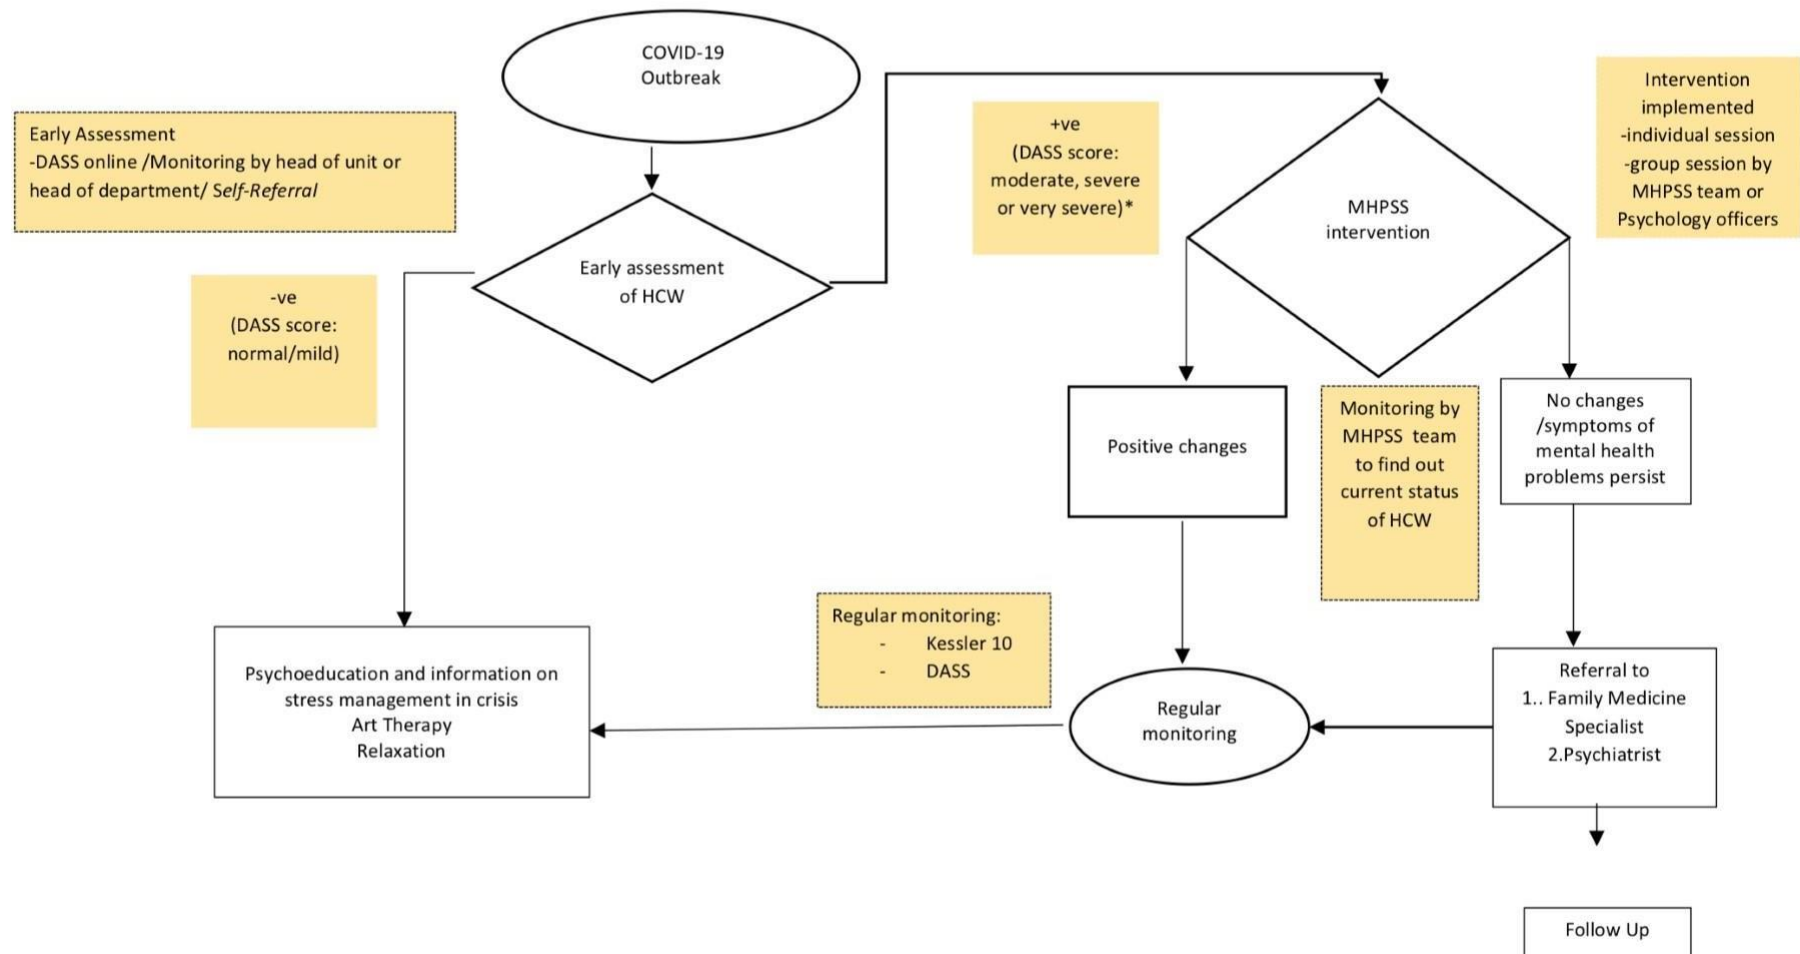 COVID-19
Outbreak
Early Assessment
-DASS online /Monitoring by head of unit or
head of department/ Self-Referral
Early assessment
of HCW
-ve
(DASS score:
normal/mild)
+ve
(DASS score:
moderate, severe
or very severe)*
MHPSS
intervention
Intervention
implemented
-individual session
-group session by
MHPSS team or
Psychology officers
Positive changes
Monitoring by
MHPSS team
to find out
current status
of HCW
No changes
/symptoms of
mental health
problems persist
Regular monitoring:
- Kessler 10
- DASS
Psychoeducation and information on
stress management in crisis
Art Therapy
Relaxation
Regular
monitoring
Referral to
1.. Family Medicine
Specialist
2.Psychiatrist
Follow Up